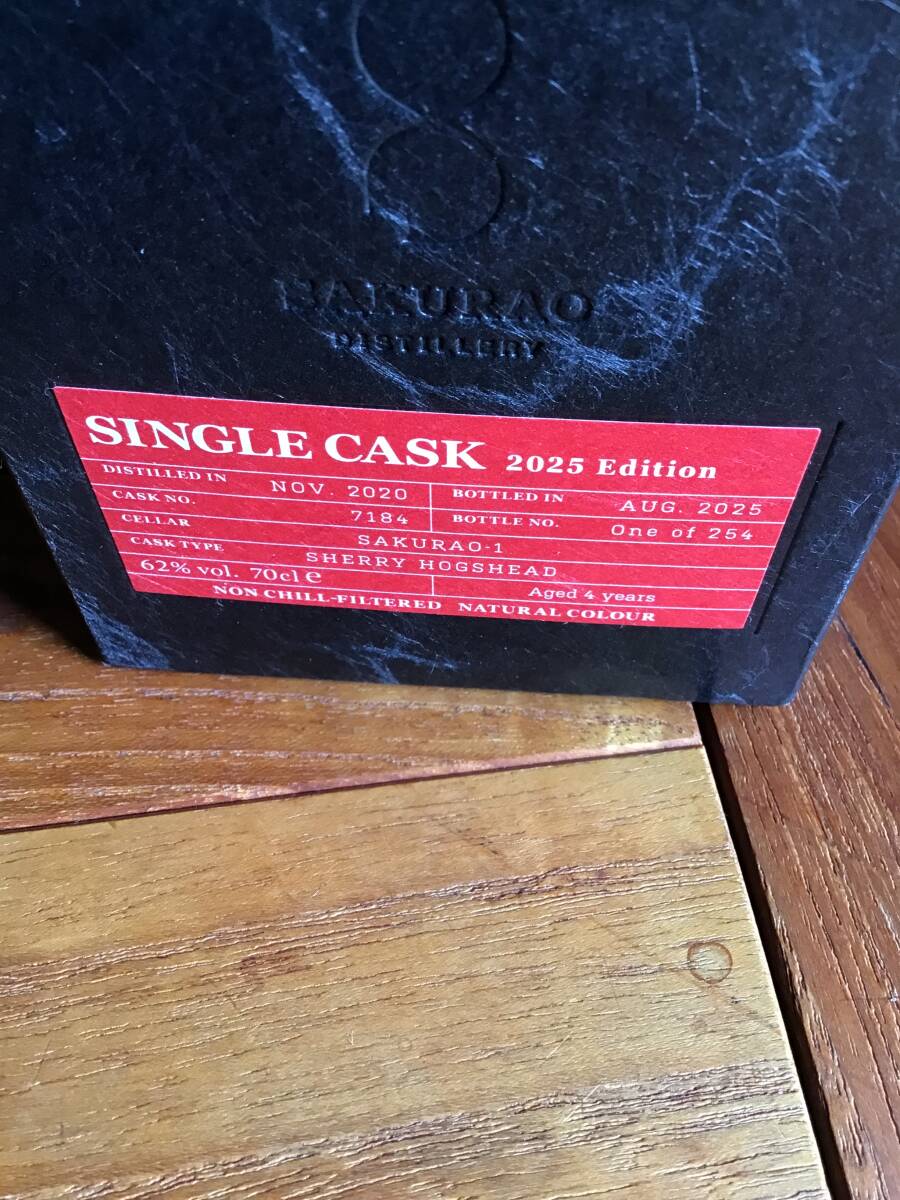 SAKURAO
DISTILLERY
SINGLE CASK 2025 Edition
DISTILLED IN NOV. 2020 BOTTLED IN AUG. 2025
CASK NO. 7184 BOTTLE NO. One of 254
CELLAR SAKURAO-1
CASK TYPE SHERRY HOGSHEAD
62% vol. 70cl e Aged 4 years
NON CHILL-FILTERED NATURAL COLOUR